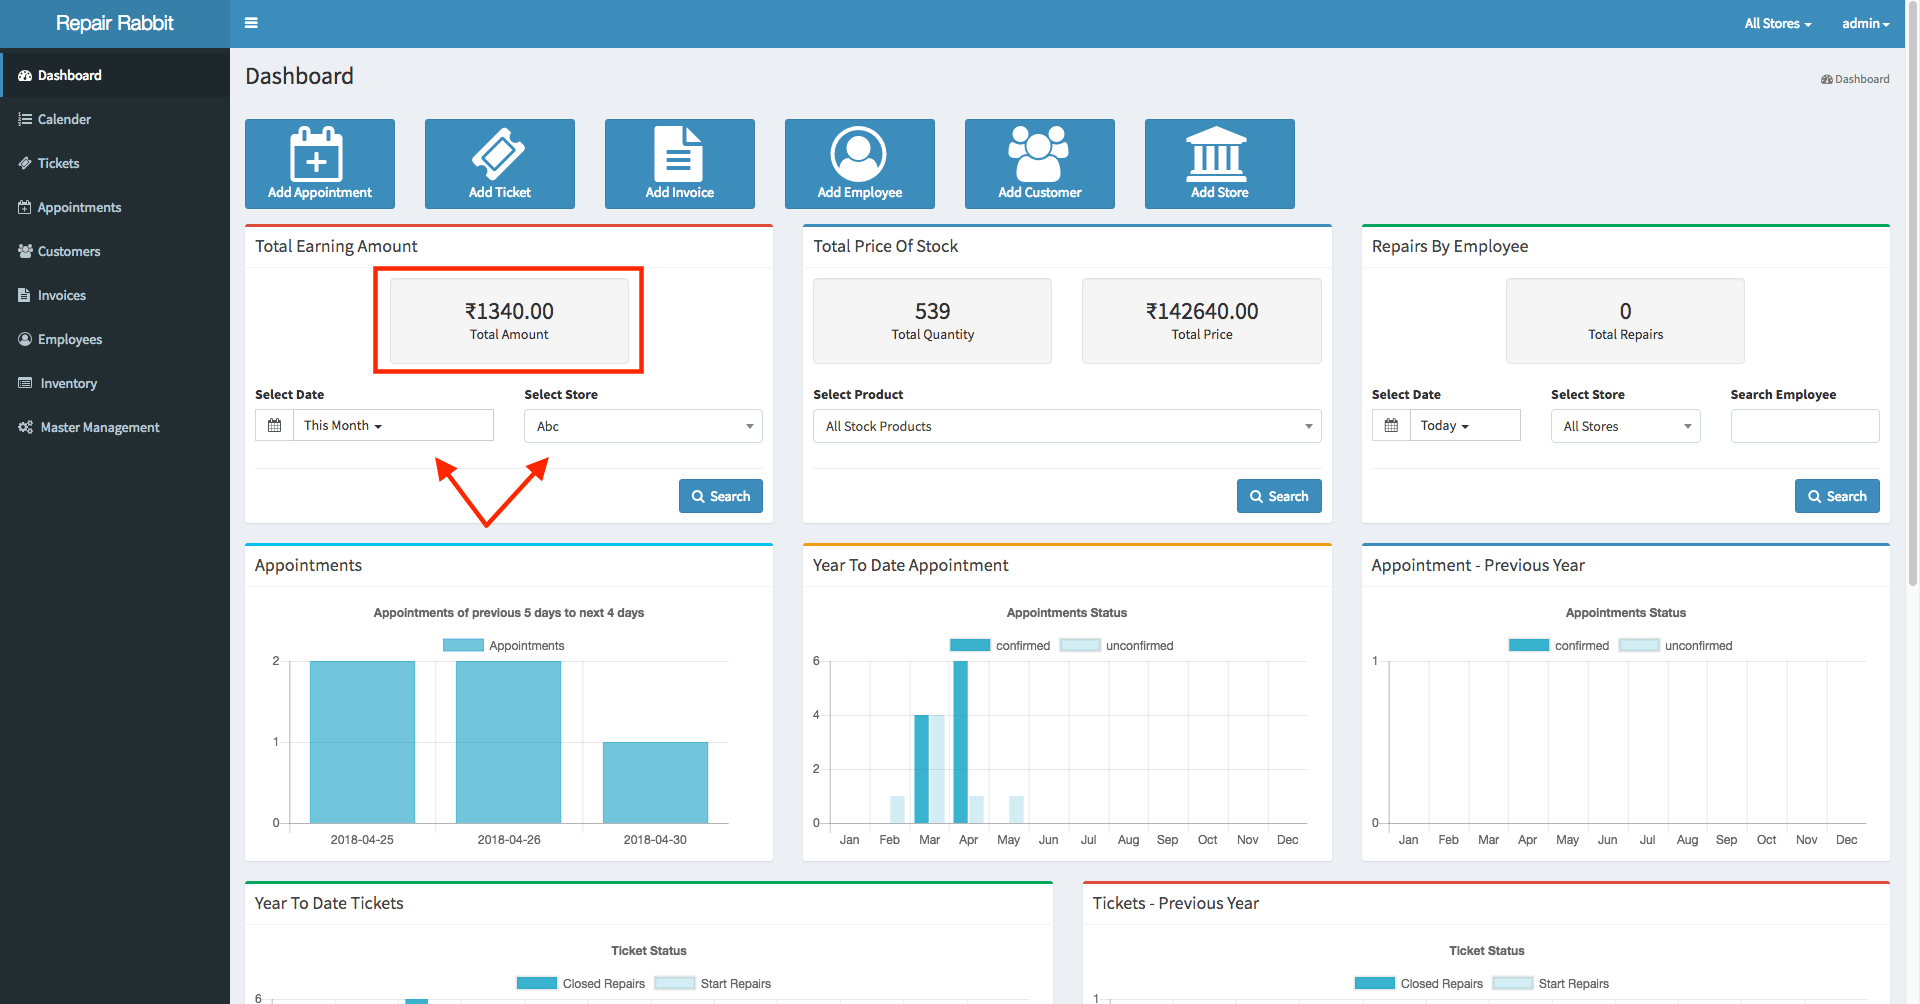 Repair Rabbit
All Stores
admin
Dashboard
Calender
Tickets
Appointments
Customers
Invoices
Employees
Inventory
Master Management
Dashboard
Dashboard
Add Appointment
Add Ticket
Add Invoice
Add Employee
Add Customer
Add Store
Total Earning Amount
₹1340.00
Total Amount
Select Date
Select Store
This Month
Abc
Search
Total Price Of Stock
539
Total Quantity
₹142640.00
Total Price
Select Product
All Stock Products
Search
Repairs By Employee
0
Total Repairs
Select Date
Select Store
Search Employee
Today
All Stores
Search
Appointments
Appointments of previous 5 days to next 4 days
Appointments
2
1
0
2018-04-25 2018-04-26 2018-04-30
Year To Date Appointment
Appointments Status
confirmed unconfirmed
6
4
2
0
Jan Feb Mar Apr May Jun Jul Aug Sep Oct Nov Dec
Appointment - Previous Year
Appointments Status
confirmed unconfirmed
1
0
Jan Feb Mar Apr May Jun Jul Aug Sep Oct Nov Dec
Year To Date Tickets
Ticket Status
Closed Repairs Start Repairs
6
Tickets - Previous Year
Ticket Status
Closed Repairs Start Repairs
1